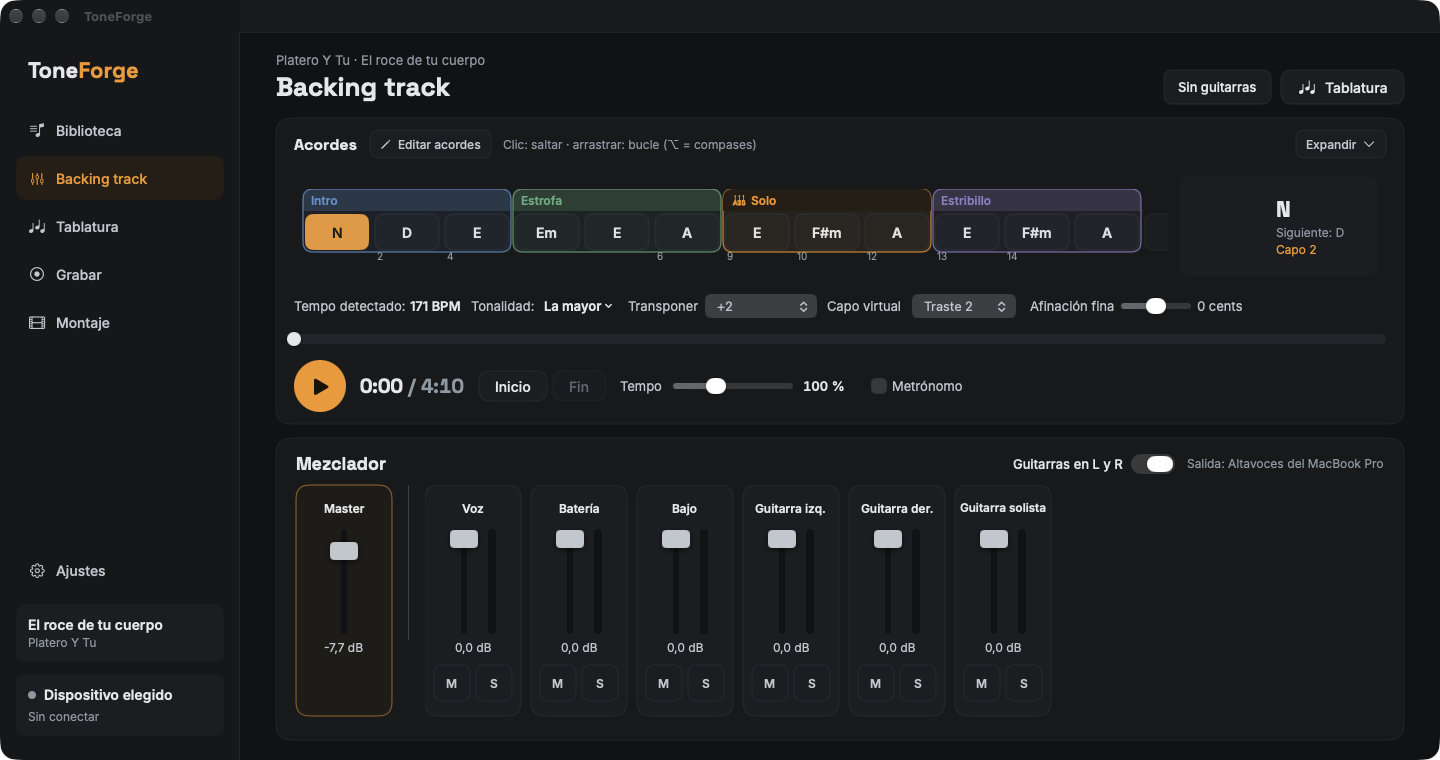 ToneForge
ToneForge
Biblioteca
Backing track
Tablatura
Grabar
Montaje
Ajustes
El roce de tu cuerpo
Platero Y Tu
Dispositivo elegido
Sin conectar
Platero Y Tu · El roce de tu cuerpo
Backing track
Sin guitarras
Tablatura
Acordes
Editar acordes
Clic: saltar · arrastrar: bucle (⌥ = compases)
Expandir
Intro
Estrofa
Solo
Estribillo
N D E Em E A E F#m A E F#m A
2 4 6 9 10 12 13 14
N
Siguiente: D
Capo 2
Tempo detectado: 171 BPM Tonalidad: La mayor Transponer +2 Capo virtual Traste 2 Afinación fina 0 cents
0:00 / 4:10 Inicio Fin Tempo 100 % Metrónomo
Mezclador
Guitarras en L y R
Salida: Altavoces del MacBook Pro
Master Voz Batería Bajo Guitarra izq. Guitarra der. Guitarra solista
-7,7 dB 0,0 dB 0,0 dB 0,0 dB 0,0 dB 0,0 dB 0,0 dB
M S M S M S M S M S M S